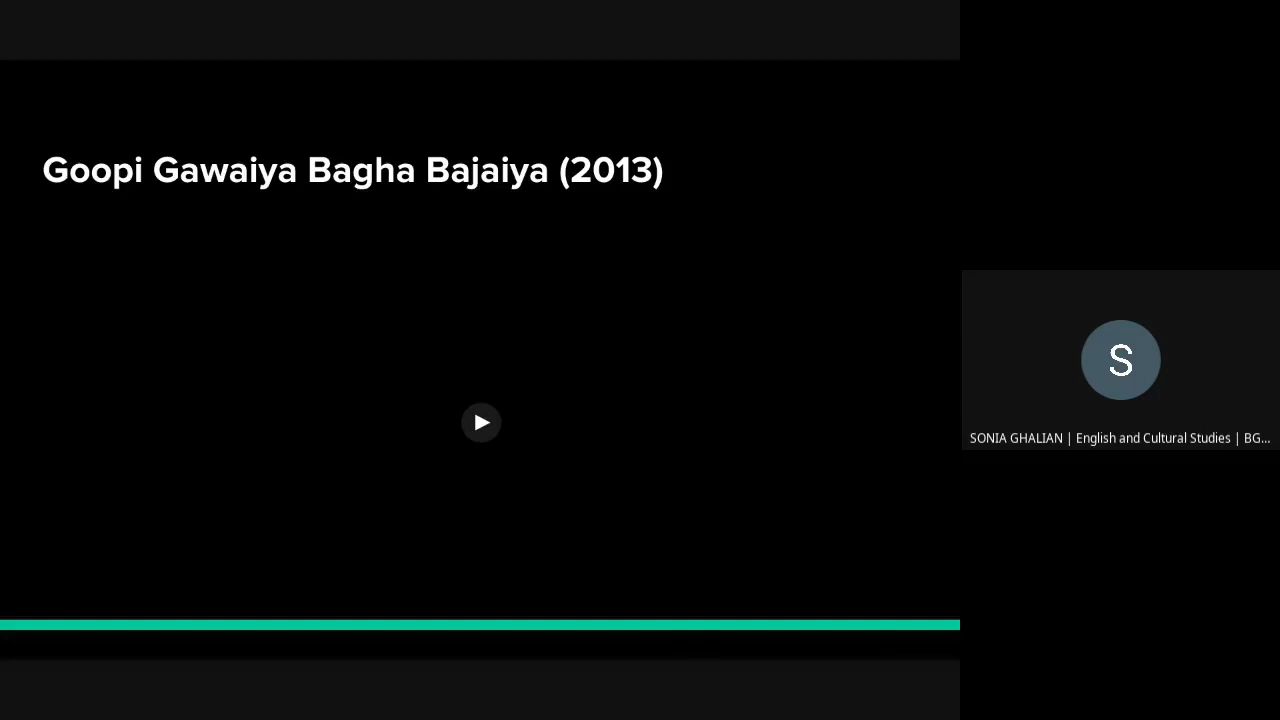 Goopi Gawaiya Bagha Bajaiya (2013)
S
SONIA GHALIAN | English and Cultural Studies | BG...